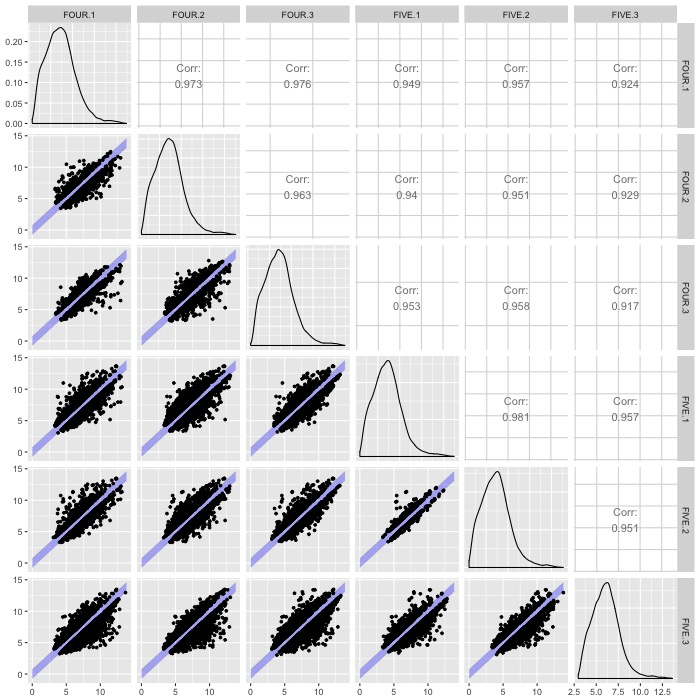 FOUR.1 FOUR.2 FOUR.3 FIVE.1 FIVE.2 FIVE.3
0.20
0.15
0.10
0.05
0.00
Corr:
0.973
Corr:
0.976
Corr:
0.949
Corr:
0.957
Corr:
0.924
FOUR.1
15
10
5
0
Corr:
0.963
Corr:
0.94
Corr:
0.951
Corr:
0.929
FOUR.2
15
10
5
0
Corr:
0.953
Corr:
0.958
Corr:
0.917
FOUR.3
15
10
5
0
Corr:
0.981
Corr:
0.957
FIVE.1
15
10
5
0
Corr:
0.951
FIVE.2
15
10
5
0
FIVE.3
0 5 10 0 5 10 0 5 10 0 5 10 0 5 10 2.5 5.0 7.5 10.0 12.5